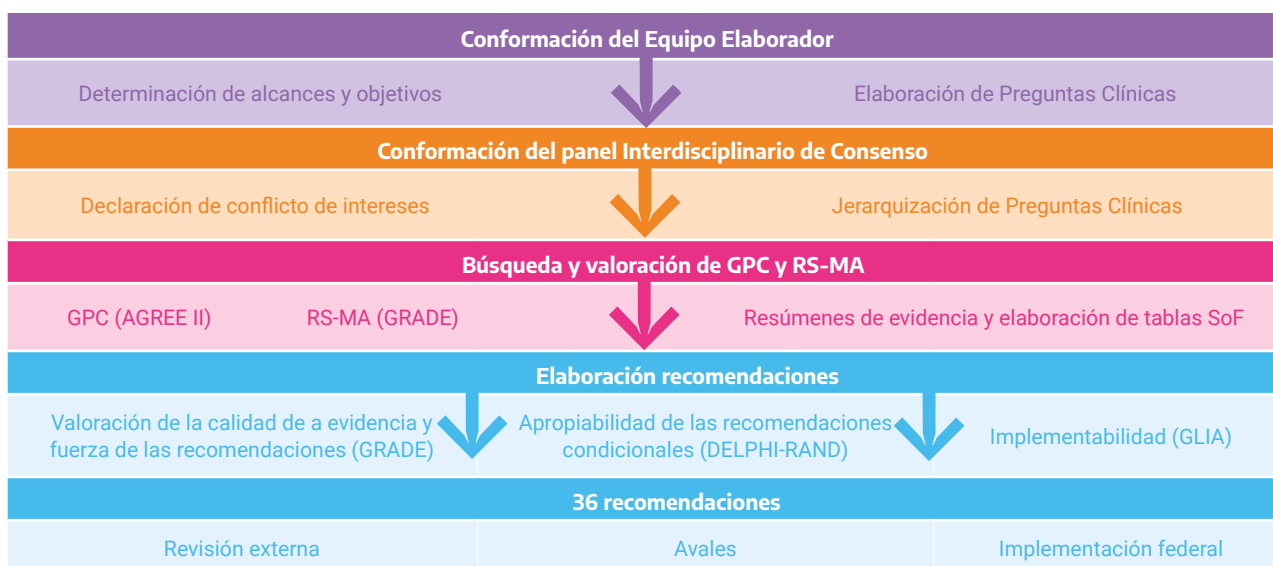 Conformación del Equipo Elaborador
Determinación de alcances y objetivos
Elaboración de Preguntas Clínicas
Conformación del panel Interdisciplinario de Consenso
Declaración de conflicto de intereses
Jerarquización de Preguntas Clínicas
Búsqueda y valoración de GPC y RS-MA
GPC (AGREE II)
RS-MA (GRADE)
Resúmenes de evidencia y elaboración de tablas SoF
Elaboración recomendaciones
Valoración de la calidad de a evidencia y
fuerza de las recomendaciones (GRADE)
Apropiabilidad de las recomendaciones
condicionales (DELPHI-RAND)
Implementabilidad (GLIA)
36 recomendaciones
Revisión externa
Avales
Implementación federal